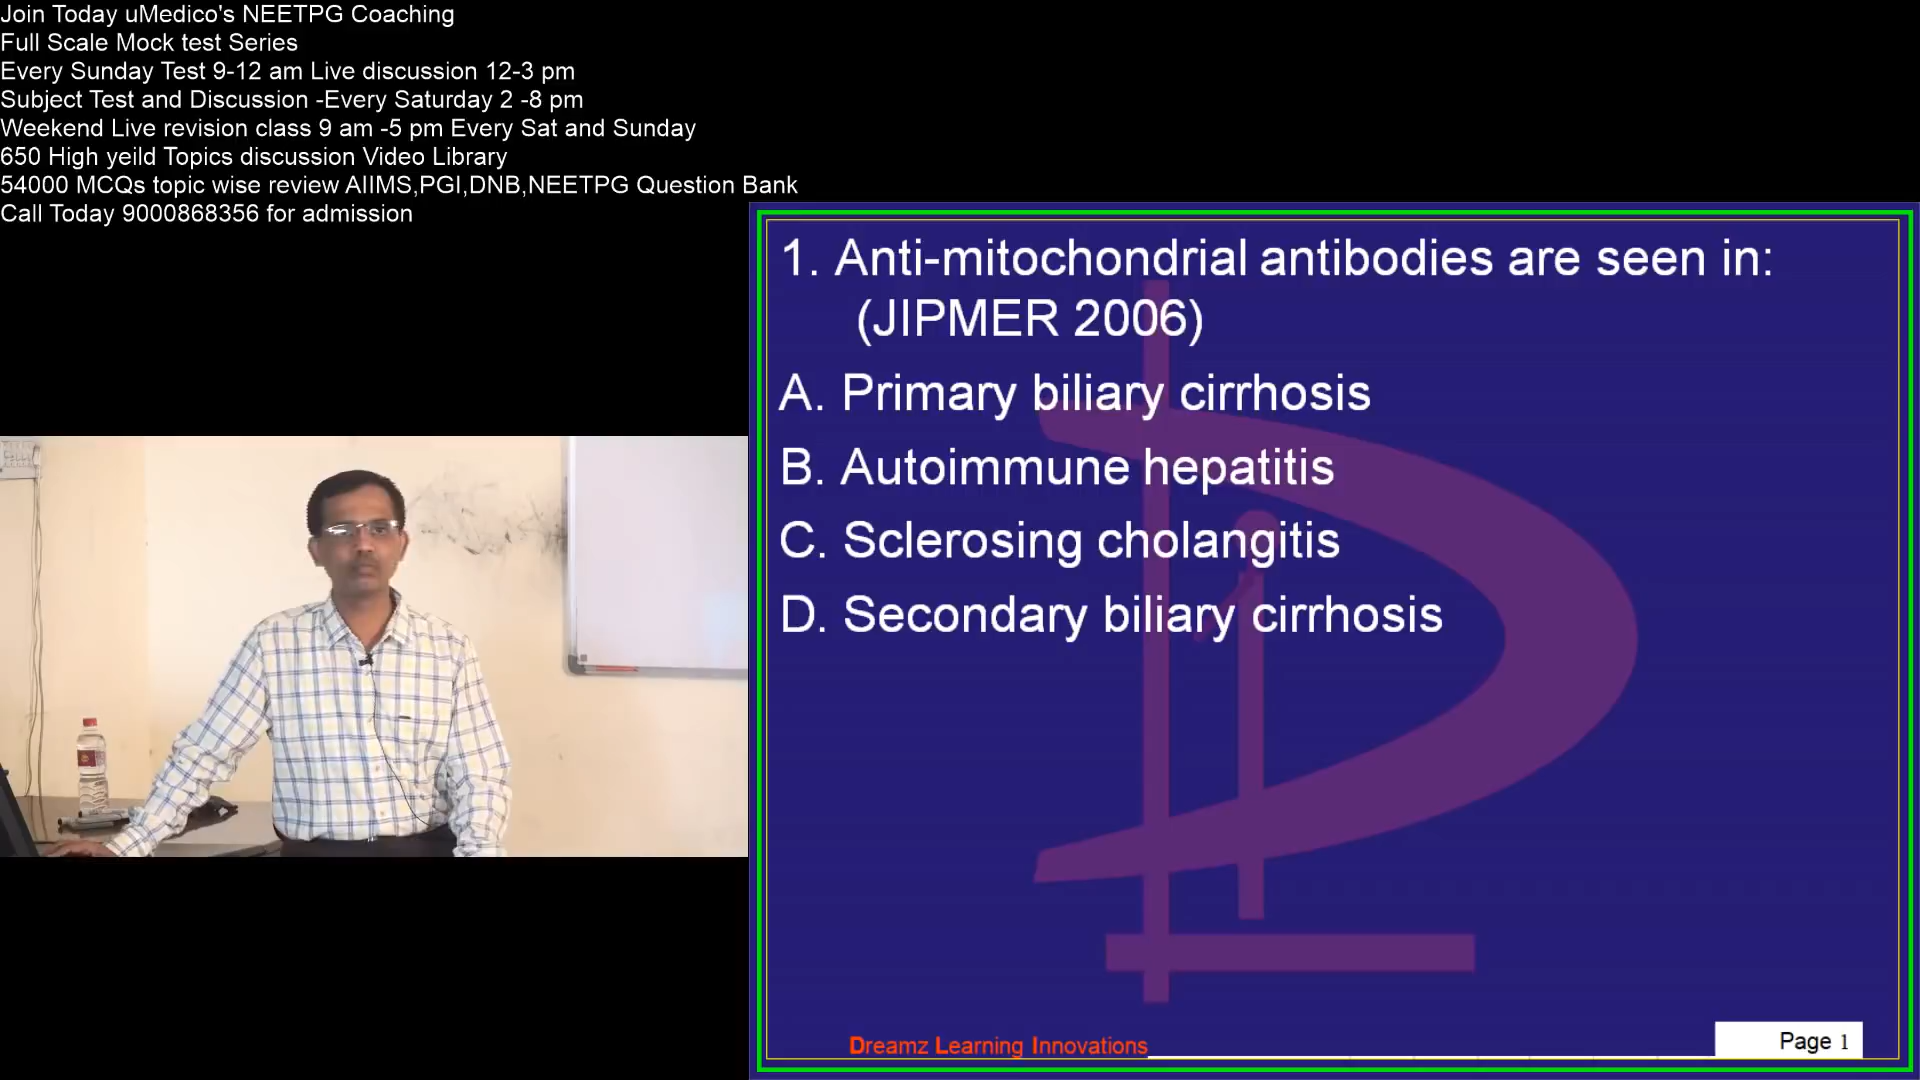 Join Today uMedico's NEETPG Coaching
Full Scale Mock test Series
Every Sunday Test 9-12 am Live discussion 12-3 pm
Subject Test and Discussion -Every Saturday 2 -8 pm
Weekend Live revision class 9 am -5 pm Every Sat and Sunday
650 High yeild Topics discussion Video Library
54000 MCQs topic wise review AIIMS,PGI,DNB,NEETPG Question Bank
Call Today 9000868356 for admission
1. Anti-mitochondrial antibodies are seen in:
(JIPMER 2006)
A. Primary biliary cirrhosis
B. Autoimmune hepatitis
C. Sclerosing cholangitis
D. Secondary biliary cirrhosis
Dreamz Learning Innovations
Page 1